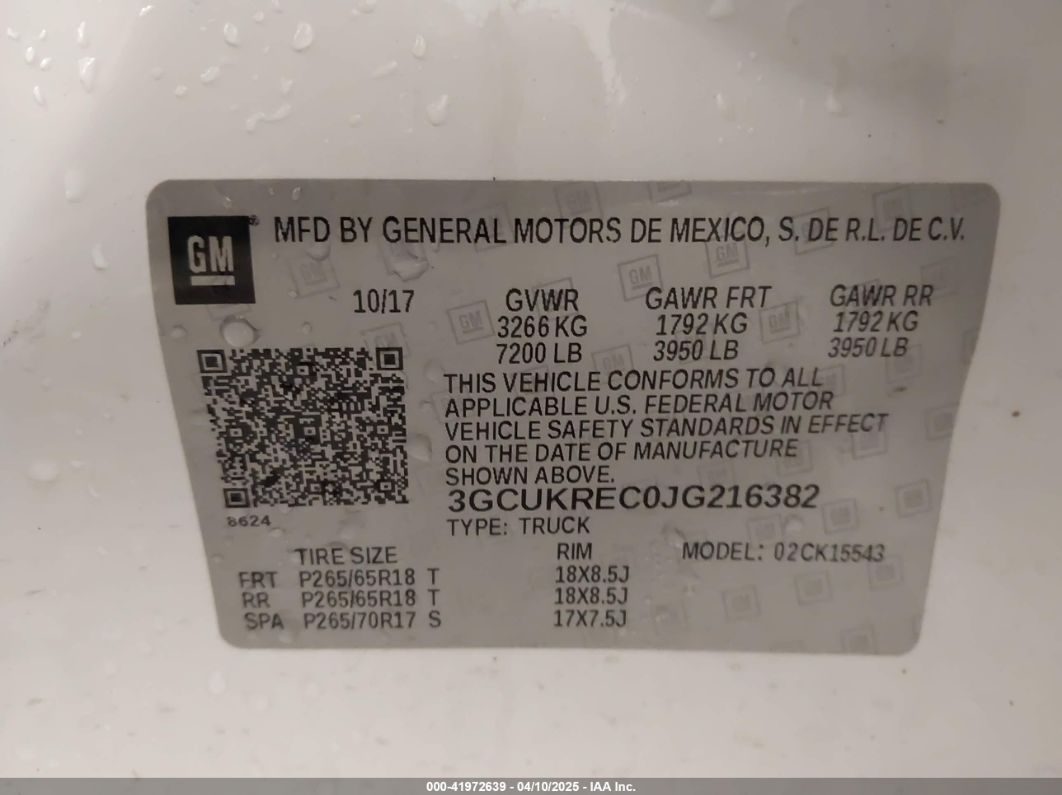 GM
MFD BY GENERAL MOTORS DE MEXICO, S. DE R.L. DE C.V.
10/17 GVWR GAWR FRT GAWR RR
3266 KG 1792 KG 1792 KG
7200 LB 3950 LB 3950 LB
THIS VEHICLE CONFORMS TO ALL
APPLICABLE U.S. FEDERAL MOTOR
VEHICLE SAFETY STANDARDS IN EFFECT
ON THE DATE OF MANUFACTURE
SHOWN ABOVE.
3GCUKREC0JG216382
8624
TYPE: TRUCK
TIRE SIZE RIM MODEL: 02CK15543
FRT P265/65R18 T 18X8.5J
RR P265/65R18 T 18X8.5J
SPA P265/70R17 S 17X7.5J
000-41972639 - 04/10/2025 - IAA Inc.